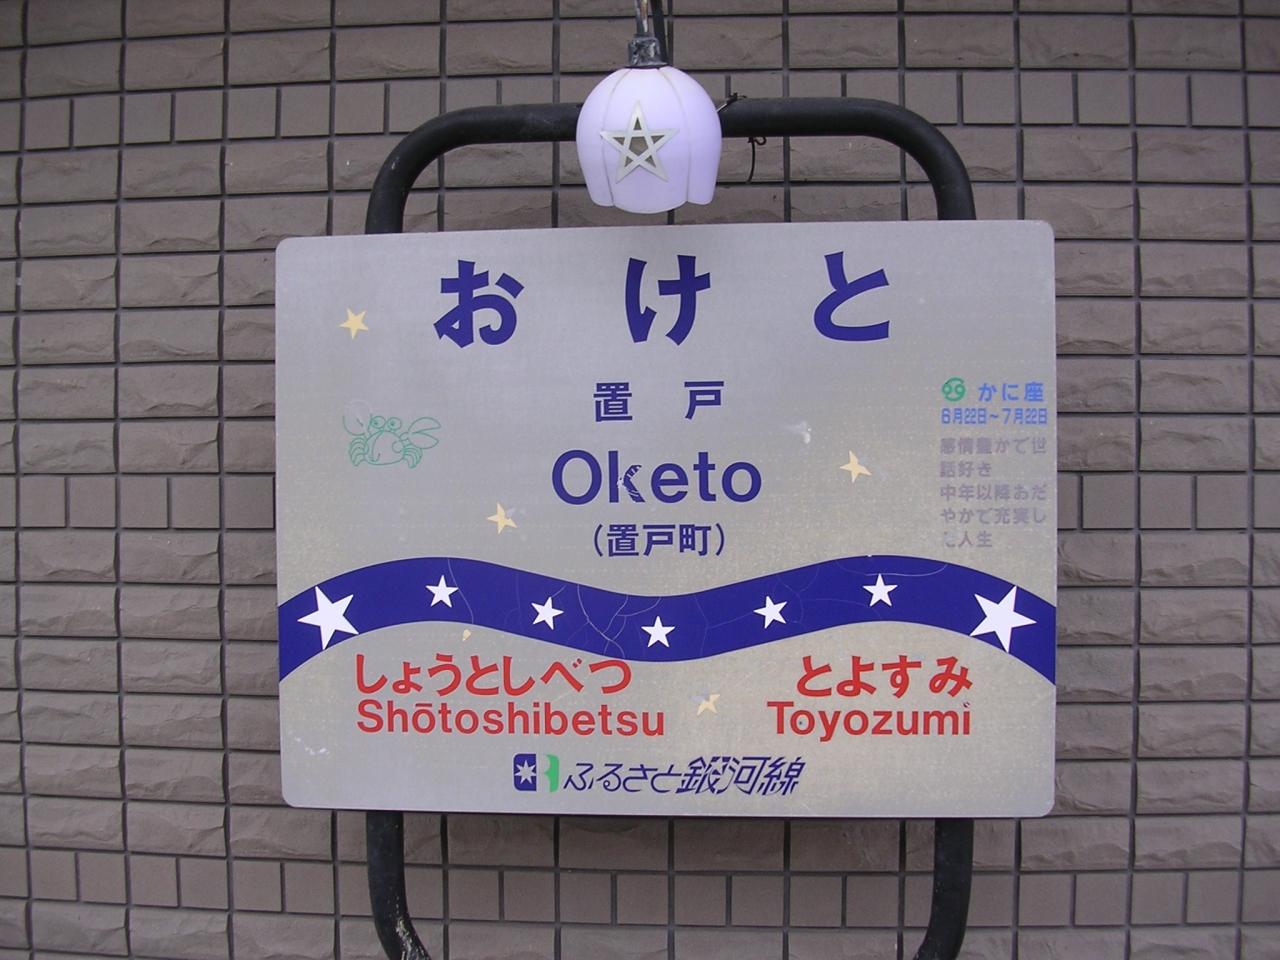 おけと
置戸
Oketo
(置戸町)
かに座
6月22日~7月22日
感情豊かで世
話好き
中年以降おだ
やかで充実し
た人生
しょうとしべつ
Shōtoshibetsu
とよすみ
Toyozumi
ふるさと銀河線